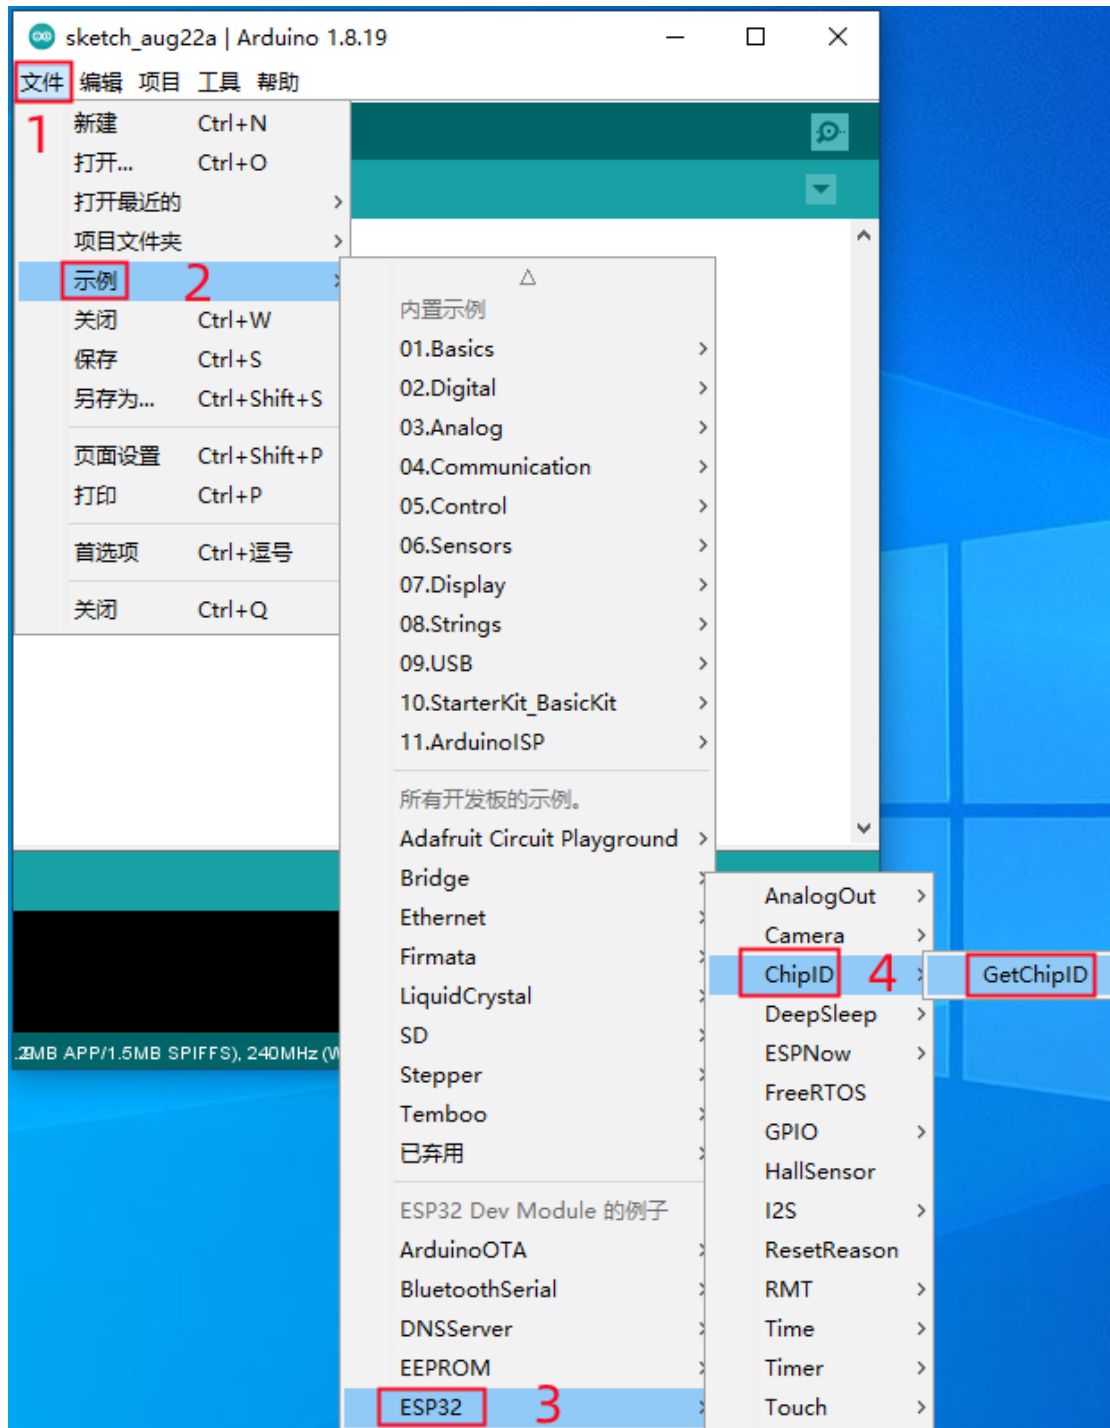 sketch_aug22a | Arduino 1.8.19
文件 编辑 项目 工具 帮助
1
新建 Ctrl+N
打开... Ctrl+O
打开最近的
项目文件夹
示例 2
关闭 Ctrl+W
保存 Ctrl+S
另存为... Ctrl+Shift+S
页面设置 Ctrl+Shift+P
打印 Ctrl+P
首选项 Ctrl+逗号
关闭 Ctrl+Q
内置示例
01.Basics
02.Digital
03.Analog
04.Communication
05.Control
06.Sensors
07.Display
08.Strings
09.USB
10.StarterKit_BasicKit
11.ArduinoISP
所有开发板的示例。
Adafruit Circuit Playground
Bridge
Ethernet
Firmata
LiquidCrystal
SD
Stepper
Temboo
已弃用
ESP32 Dev Module 的例子
ArduinoOTA
BluetoothSerial
DNSServer
EEPROM
ESP32 3
AnalogOut
Camera
ChipID 4
DeepSleep
ESPNow
FreeRTOS
GPIO
HallSensor
I2S
ResetReason
RMT
Time
Timer
Touch
GetChipID
MB APP/1.5MB SPIFFS), 240MHz (W